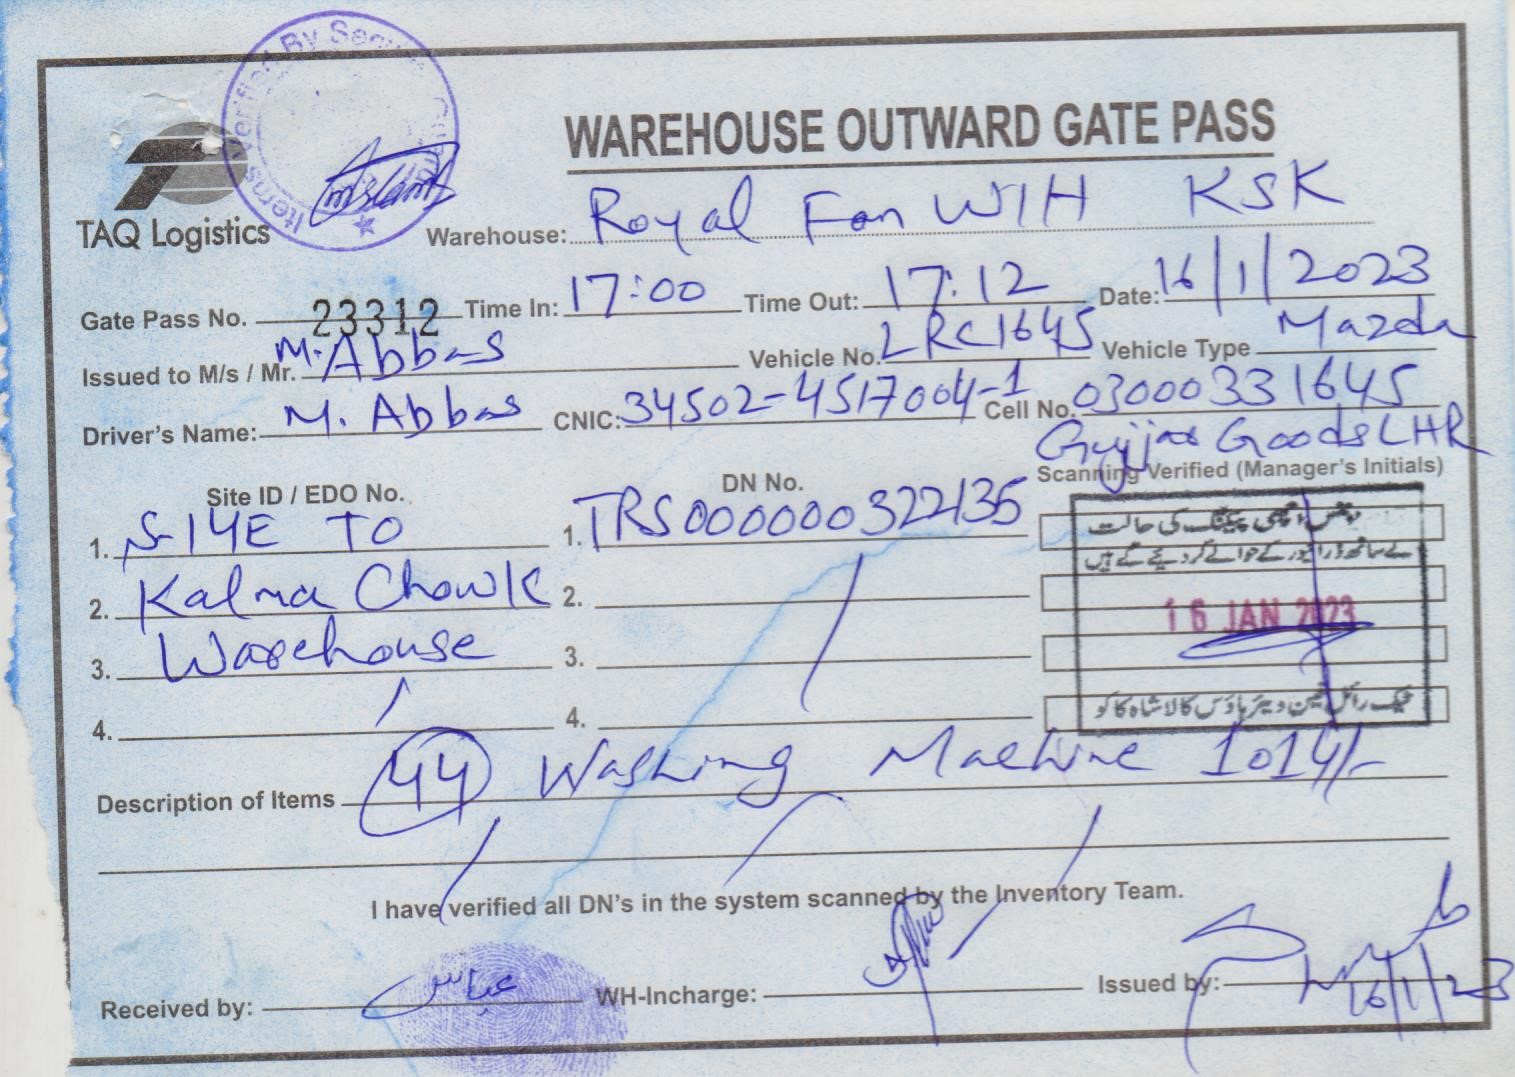 Items Verified By Security Guard
WAREHOUSE OUTWARD GATE PASS
TAQ Logistics
Warehouse: Royal Fan W/H KSK
Gate Pass No. 23312 Time In: 17:00 Time Out: 17:12 Date: 16/1/2023
Issued to M/s / Mr. M. Abbas Vehicle No. LRC1645 Vehicle Type Mazda
Driver's Name: M. Abbas CNIC: 34502-4517004-1 Cell No. 03000331645
Gujjar Goods LHR
Site ID / EDO No. DN No. Scanning Verified (Manager's Initials)
1. S-14E TO 1. TRS000000322135
2. Kalma Chowk 2.
3. Warehouse 3.
4. 4.
اچھی پیکنگ کی حالت
کے ساتھ ڈرائیور کے حوالے کر دیئے گئے ہیں
16 JAN 2023
ٹیک رائل فین ویئر ہاؤس کالا شاہ کاکو
Description of Items 44 Washing Machine 1014/-
I have verified all DN's in the system scanned by the Inventory Team.
Received by: عباس WH-Incharge: Issued by: 16/1/23